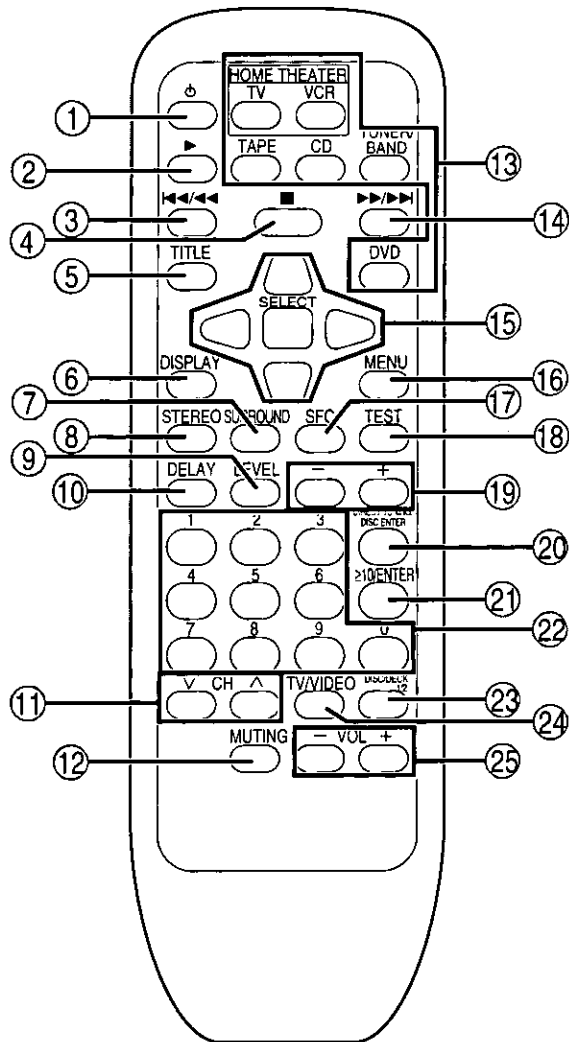 HOME THEATER
⏻ TV VCR
①
② ▶ TAPE CD BAND ⑬
③ ⏮◀/◀◀ ■ ▶▶/▶▶⏭ ⑭
④
⑤ TITLE DVD
SELECT ⑮
⑥ DISPLAY MENU ⑯
⑦ ⑰
⑧ STEREO SURROUND SFC TEST ⑱
⑨
⑩ DELAY LEVEL − + ⑲
DISC ENTER ⑳
1 2 3
4 5 6 ≥10/ENTER ㉑
7 8 9 0 ㉒
⑪ ∨ CH ∧ TV/VIDEO DISC/DECK ㉓
㉔
⑫ MUTING − VOL + ㉕